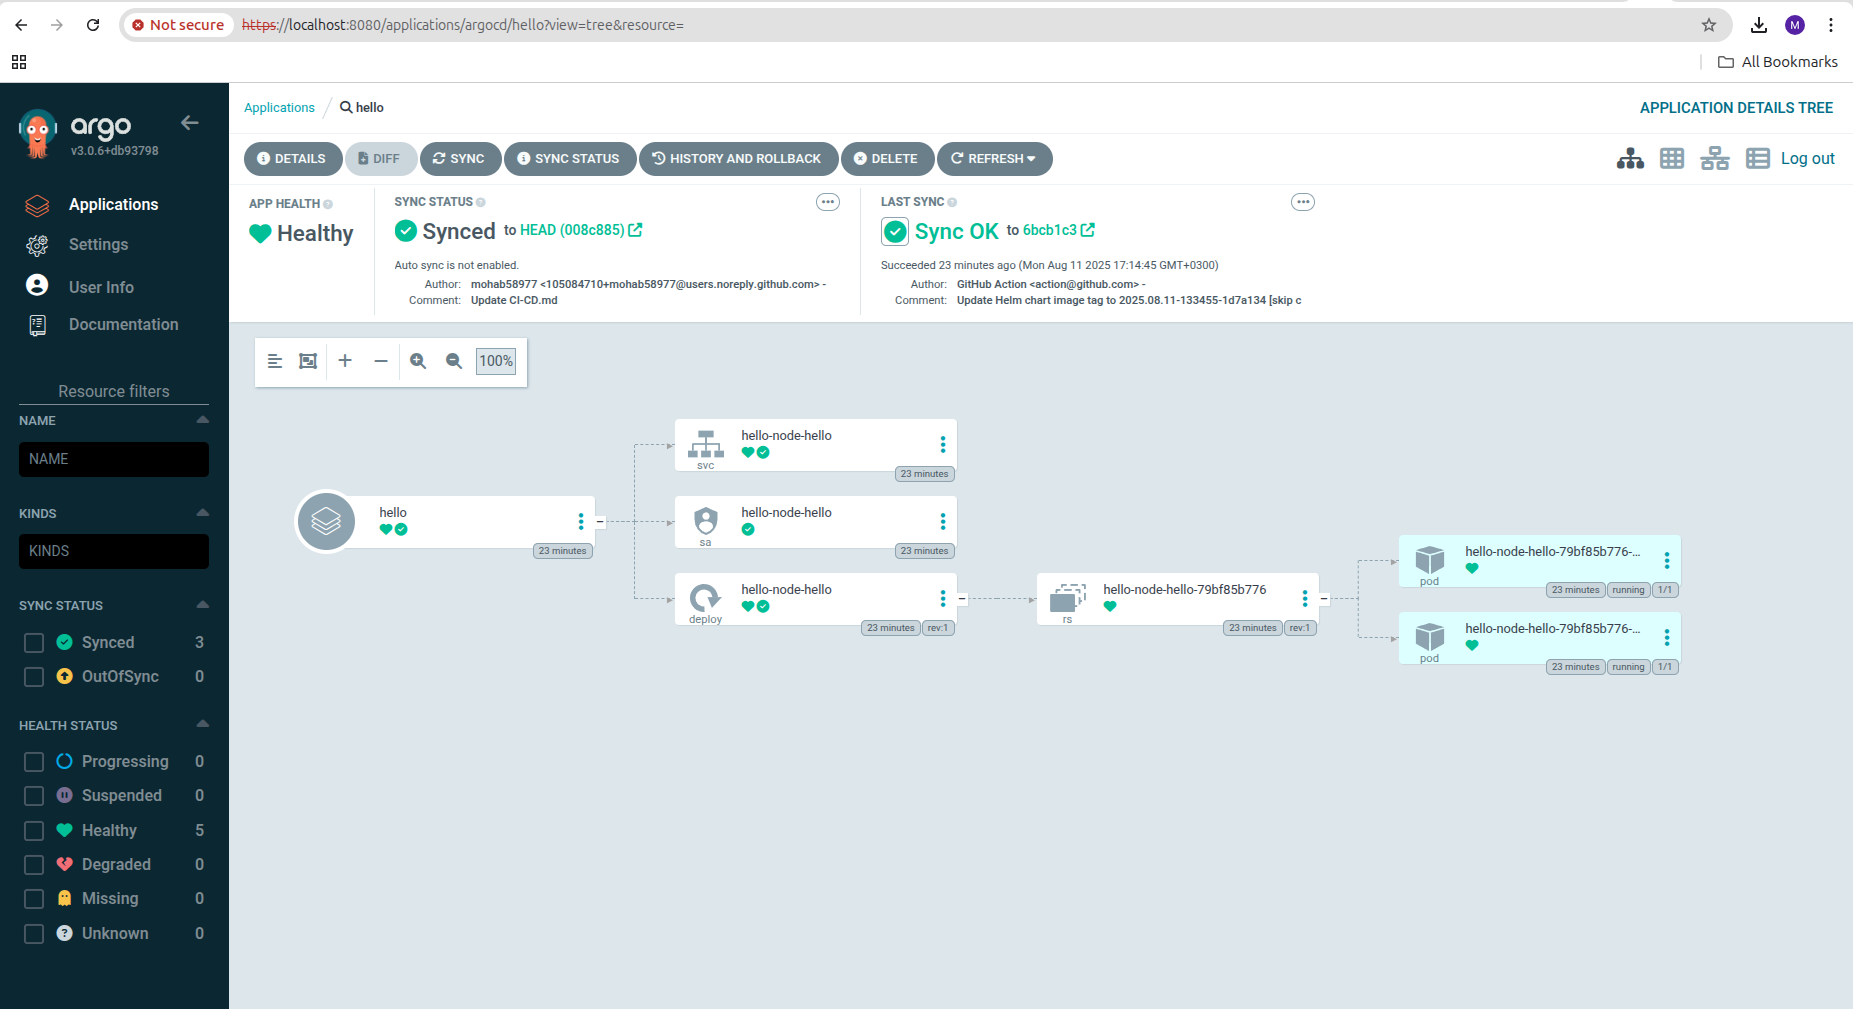 Not secure https://localhost:8080/applications/argocd/hello?view=tree&resource= M
All Bookmarks
argo
v3.0.6+db93798
Applications
Settings
User Info
Documentation
Resource filters
NAME
NAME
KINDS
KINDS
SYNC STATUS
Synced 3
OutOfSync 0
HEALTH STATUS
Progressing 0
Suspended 0
Healthy 5
Degraded 0
Missing 0
Unknown 0
Applications / hello
APPLICATION DETAILS TREE
DETAILS DIFF SYNC SYNC STATUS HISTORY AND ROLLBACK DELETE REFRESH
Log out
APP HEALTH
Healthy
SYNC STATUS
Synced to HEAD (008c885)
Auto sync is not enabled.
Author: mohab58977 <105084710+mohab58977@users.noreply.github.com> -
Comment: Update CI-CD.md
LAST SYNC
Sync OK to 6bcb1c3
Succeeded 23 minutes ago (Mon Aug 11 2025 17:14:45 GMT+0300)
Author: GitHub Action <action@github.com> -
Comment: Update Helm chart image tag to 2025.08.11-133455-1d7a134 [skip c
100%
hello
23 minutes
hello-node-hello
svc
23 minutes
hello-node-hello
sa
23 minutes
hello-node-hello
deploy
23 minutes rev:1
hello-node-hello-79bf85b776
rs
23 minutes rev:1
hello-node-hello-79bf85b776-...
pod
23 minutes running 1/1
hello-node-hello-79bf85b776-...
pod
23 minutes running 1/1